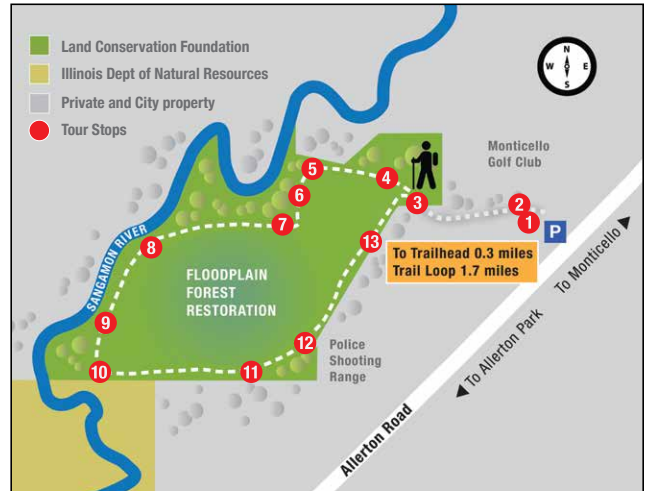 Land Conservation Foundation
Illinois Dept of Natural Resources
Private and City property
Tour Stops
N
W E
S
Monticello
Golf Club
5
4
6
3
2
1
P
7
8
13
To Trailhead 0.3 miles
Trail Loop 1.7 miles
To Monticello
SANGAMON RIVER
FLOODPLAIN
FOREST
RESTORATION
9
12
Police
Shooting
Range
10
11
To Allerton Park
Allerton Road